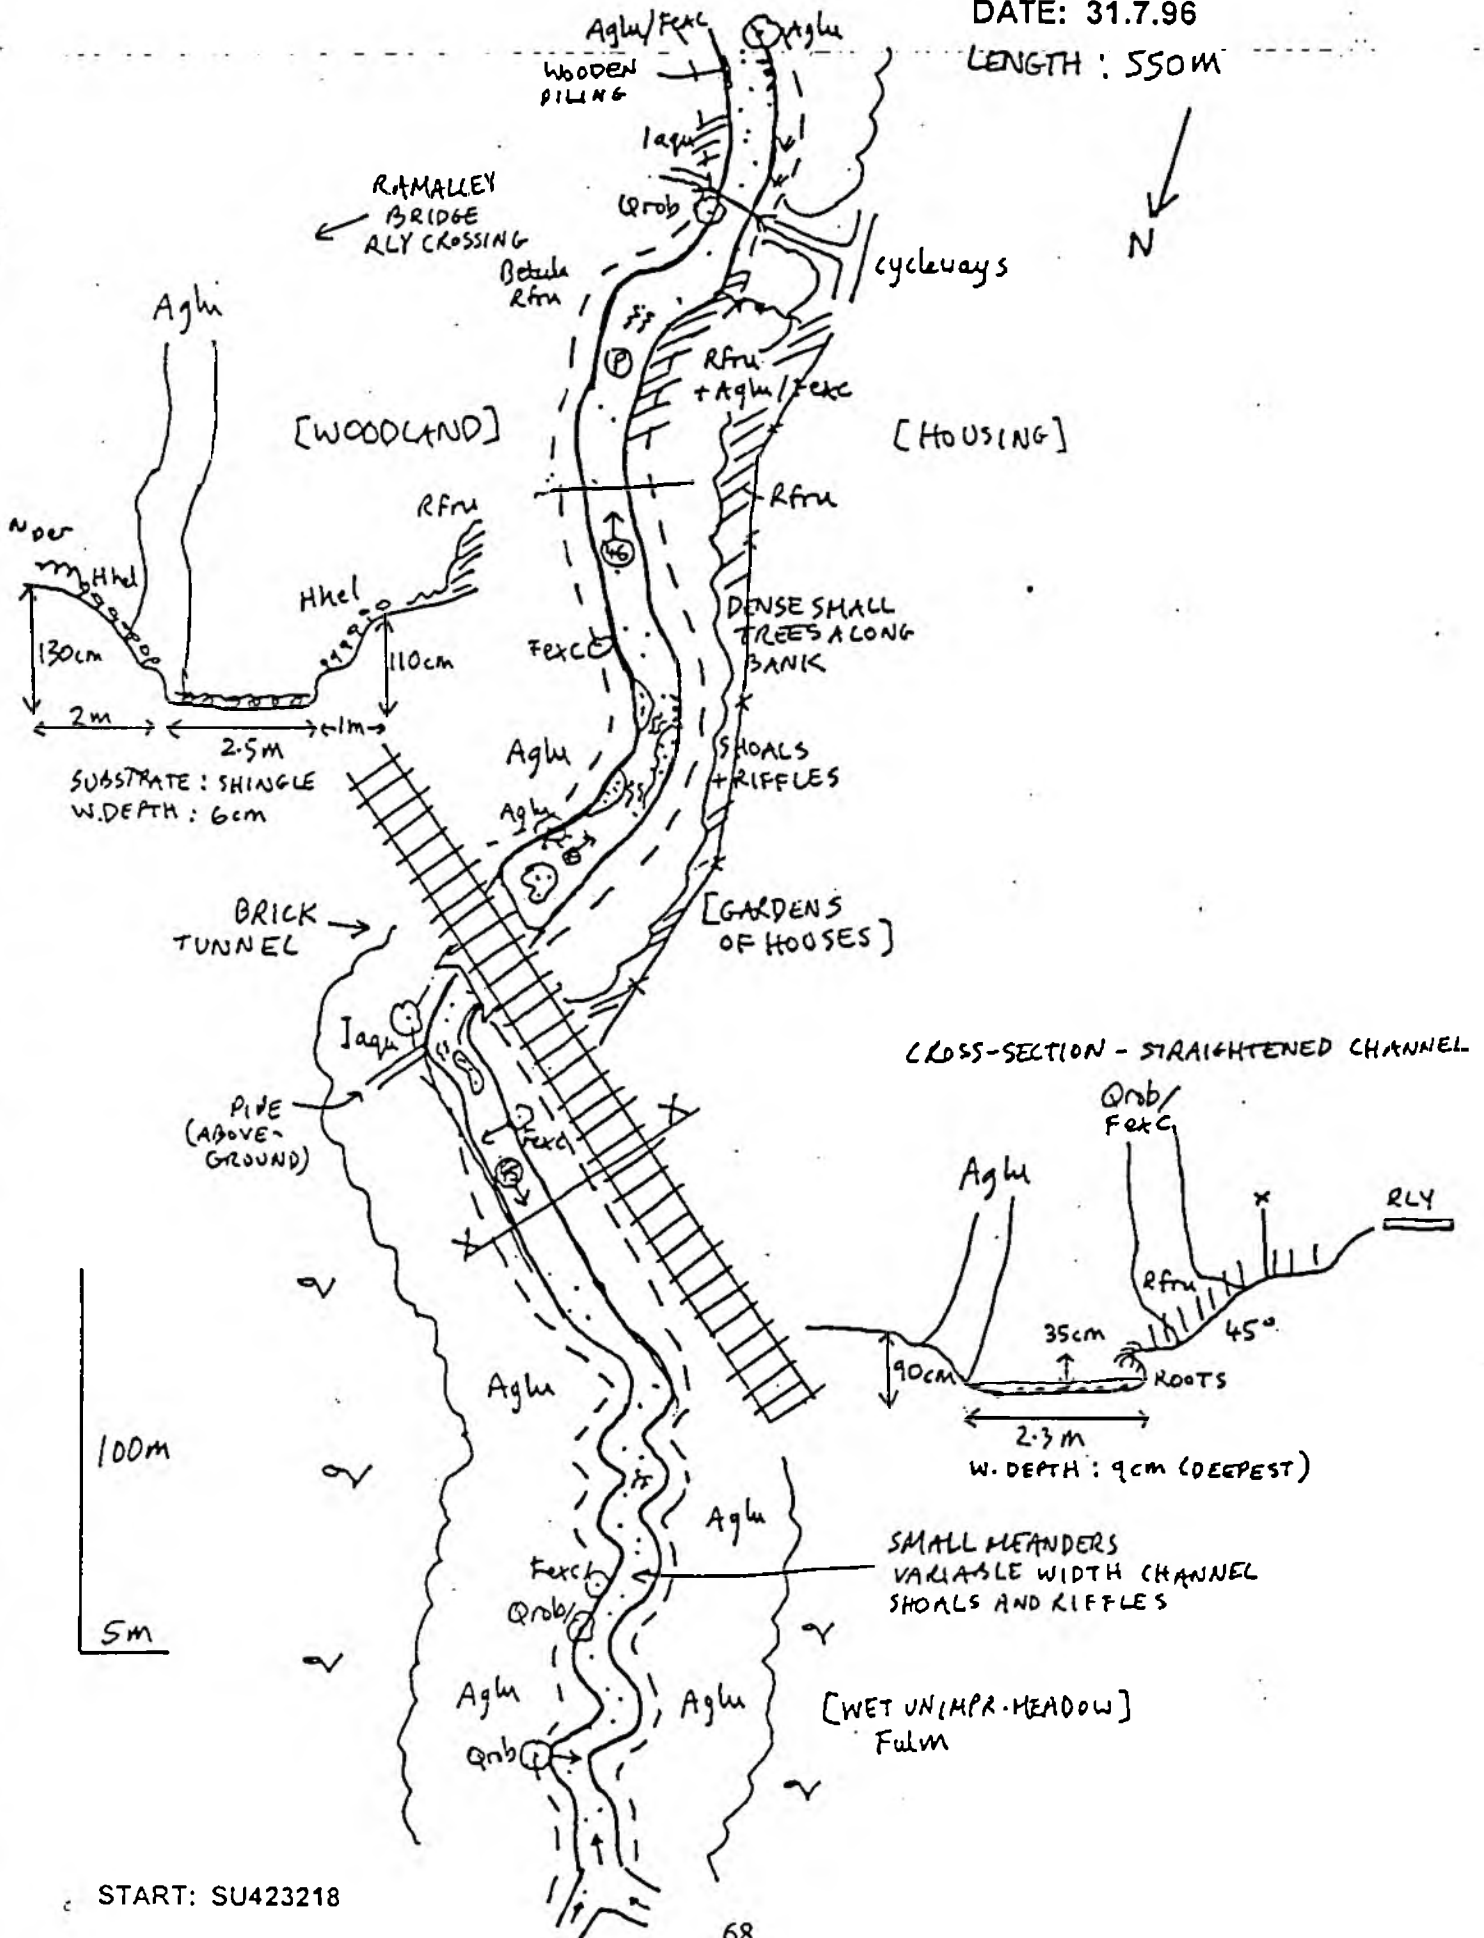 DATE: 31.7.96
LENGTH : 550m
N
Aglu/Fexc
Aglu
WOODEN
PILING
Iaqu
Qrob
RAMALLEY
BRIDGE
RLY CROSSING
Betula
Rfru
cycleways
Aglu
[WOODLAND]
P
Rfru
+ Aglu/Fexc
[HOUSING]
Rfru
46
Nper
Hhel
Hhel
Rfru
130cm
110cm
2m
2.5m
1m
SUBSTRATE : SHINGLE
W.DEPTH : 6cm
Fexc
DENSE SMALL
TREES ALONG
BANK
Aglu
SHOALS
+ RIFFLES
Aglu
BRICK
TUNNEL
[GARDENS
OF HOUSES]
Iaqu
PIPE
(ABOVE-
GROUND)
Fexc
45
CROSS-SECTION - STRAIGHTENED CHANNEL
Qrob/
Fexc
Aglu
RLY
Rfru
45°
35cm
90cm
ROOTS
2.3m
W. DEPTH : 9cm (DEEPEST)
Aglu
100m
5m
Aglu
SMALL MEANDERS
VARIABLE WIDTH CHANNEL
SHOALS AND RIFFLES
Fexc
Qrob
Aglu
Aglu
[WET UNIMPR. MEADOW]
Fulm
Qrob
START: SU423218
68